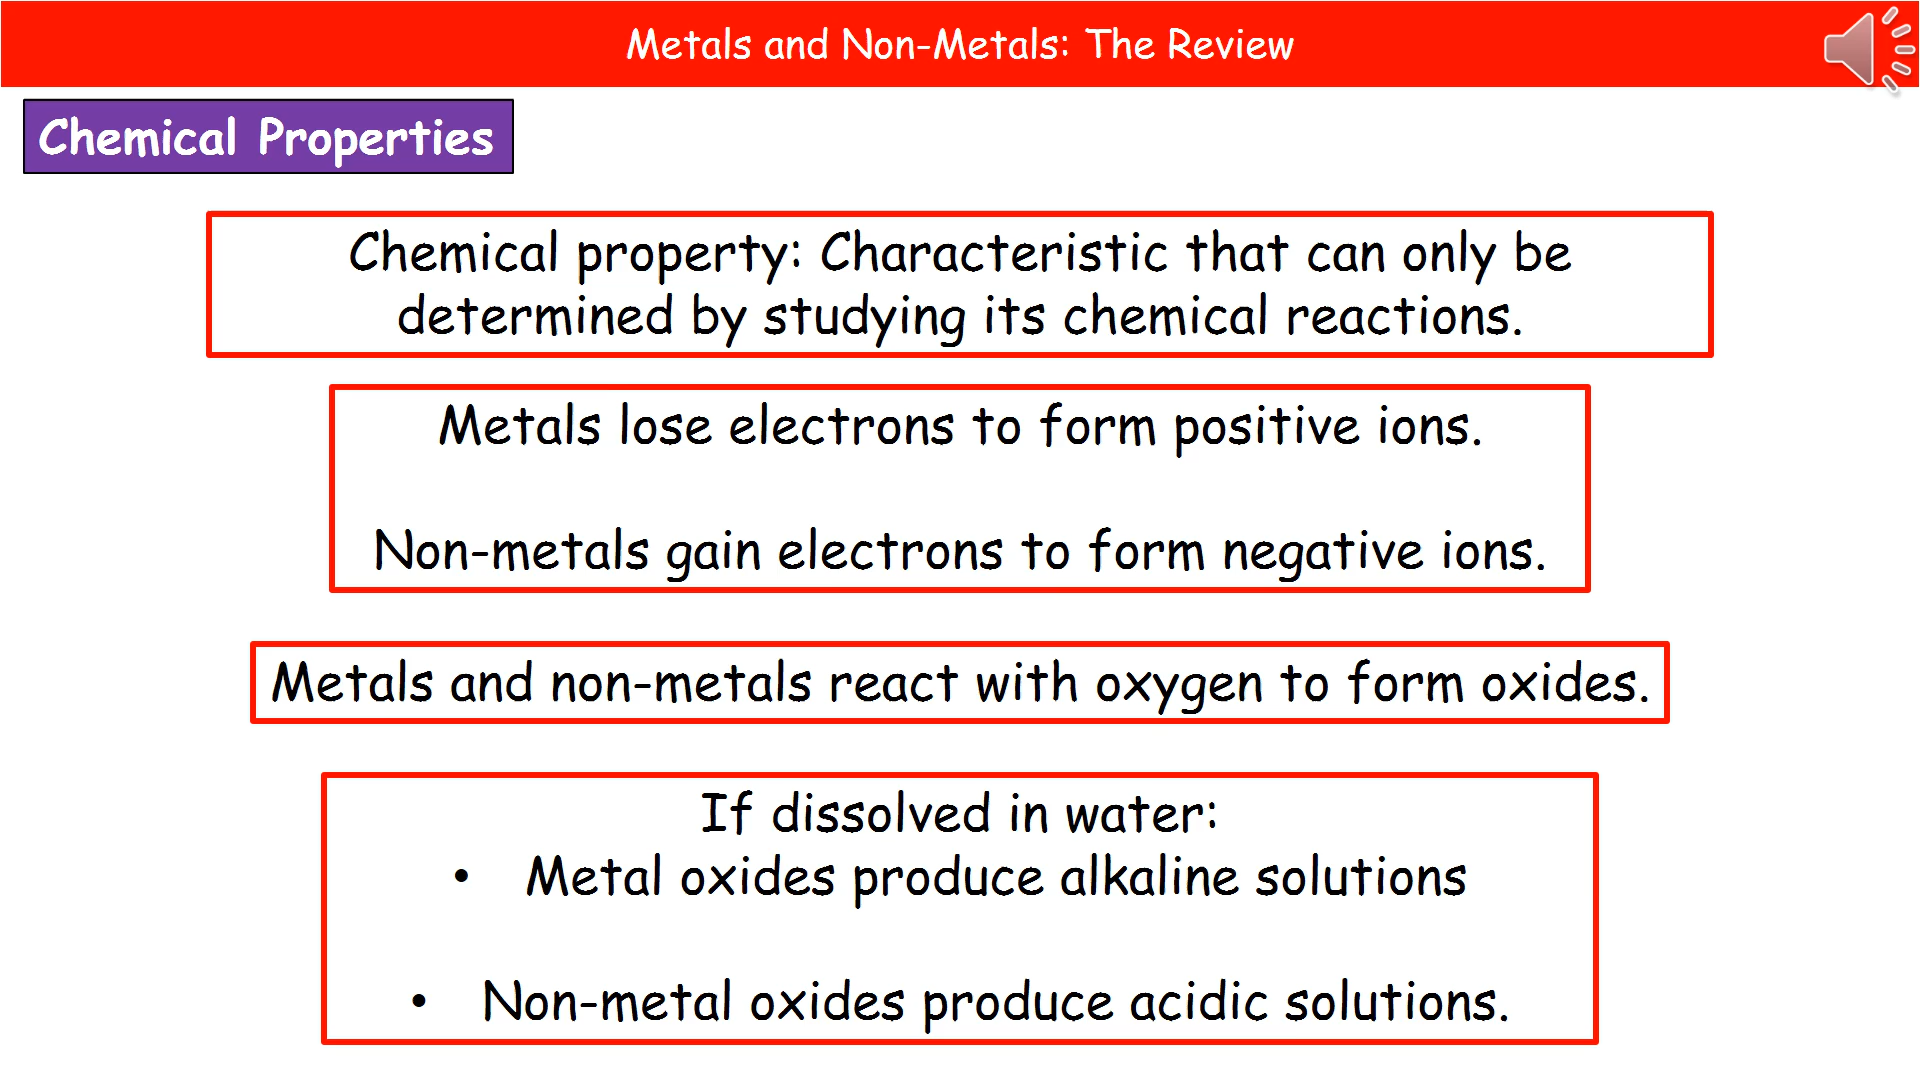 Metals and Non-Metals: The Review
Chemical Properties
Chemical property: Characteristic that can only be
determined by studying its chemical reactions.
Metals lose electrons to form positive ions.
Non-metals gain electrons to form negative ions.
Metals and non-metals react with oxygen to form oxides.
If dissolved in water:
• Metal oxides produce alkaline solutions
• Non-metal oxides produce acidic solutions.